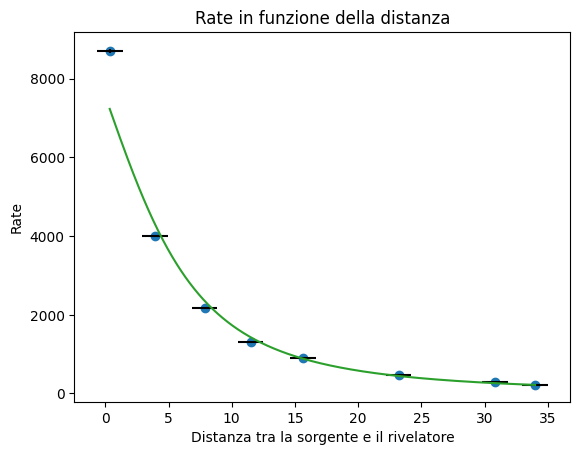 Rate in funzione della distanza
8000
6000
4000
2000
0
Rate
0 5 10 15 20 25 30 35
Distanza tra la sorgente e il rivelatore